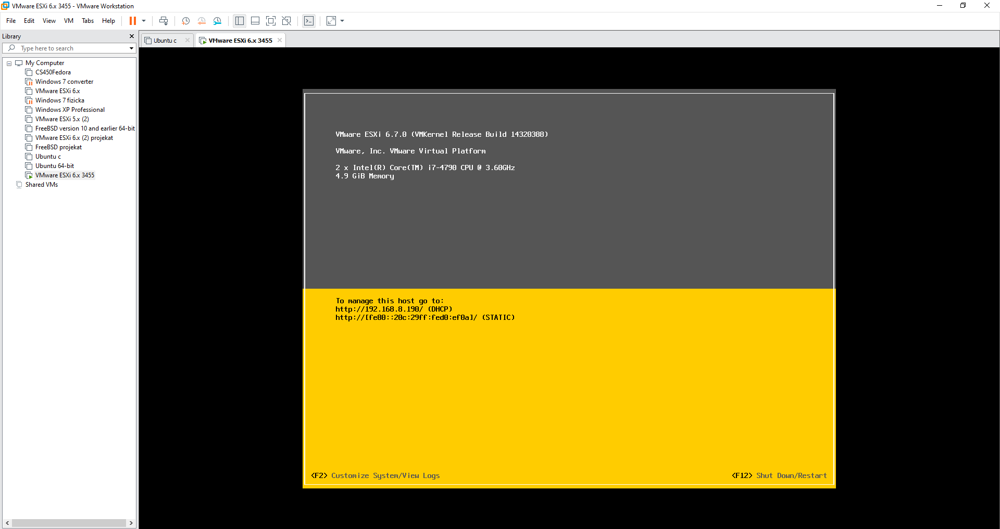 VMware ESXi 6.x 3455 - VMware Workstation
File Edit View VM Tabs Help
Library
Type here to search
My Computer
CS450Fedora
Windows 7 converter
VMware ESXi 6.x
Windows 7 fizicka
Windows XP Professional
VMware ESXi 5.x (2)
FreeBSD version 10 and earlier 64-bit
VMware ESXi 6.x (2) projekat
FreeBSD projekat
Ubuntu c
Ubuntu 64-bit
VMware ESXi 6.x 3455
Shared VMs
Ubuntu c
VMware ESXi 6.x 3455
VMware ESXi 6.7.0 (VMKernel Release Build 14320388)
VMware, Inc. VMware Virtual Platform
2 x Intel(R) Core(TM) i7-4790 CPU @ 3.60GHz
4.9 GiB Memory
To manage this host go to:
http://192.168.8.190/ (DHCP)
http://[fe80::20c:29ff:fed0:ef0a]/ (STATIC)
<F2> Customize System/View Logs
<F12> Shut Down/Restart